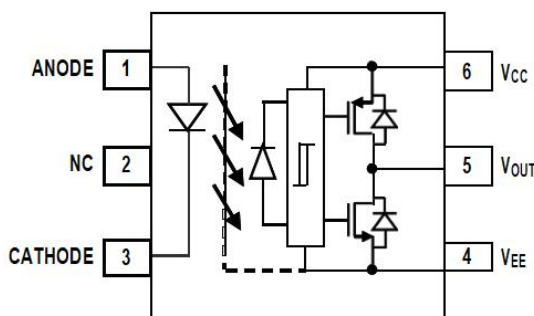 ANODE 1
NC 2
CATHODE 3
6 VCC
5 VOUT
4 VEE